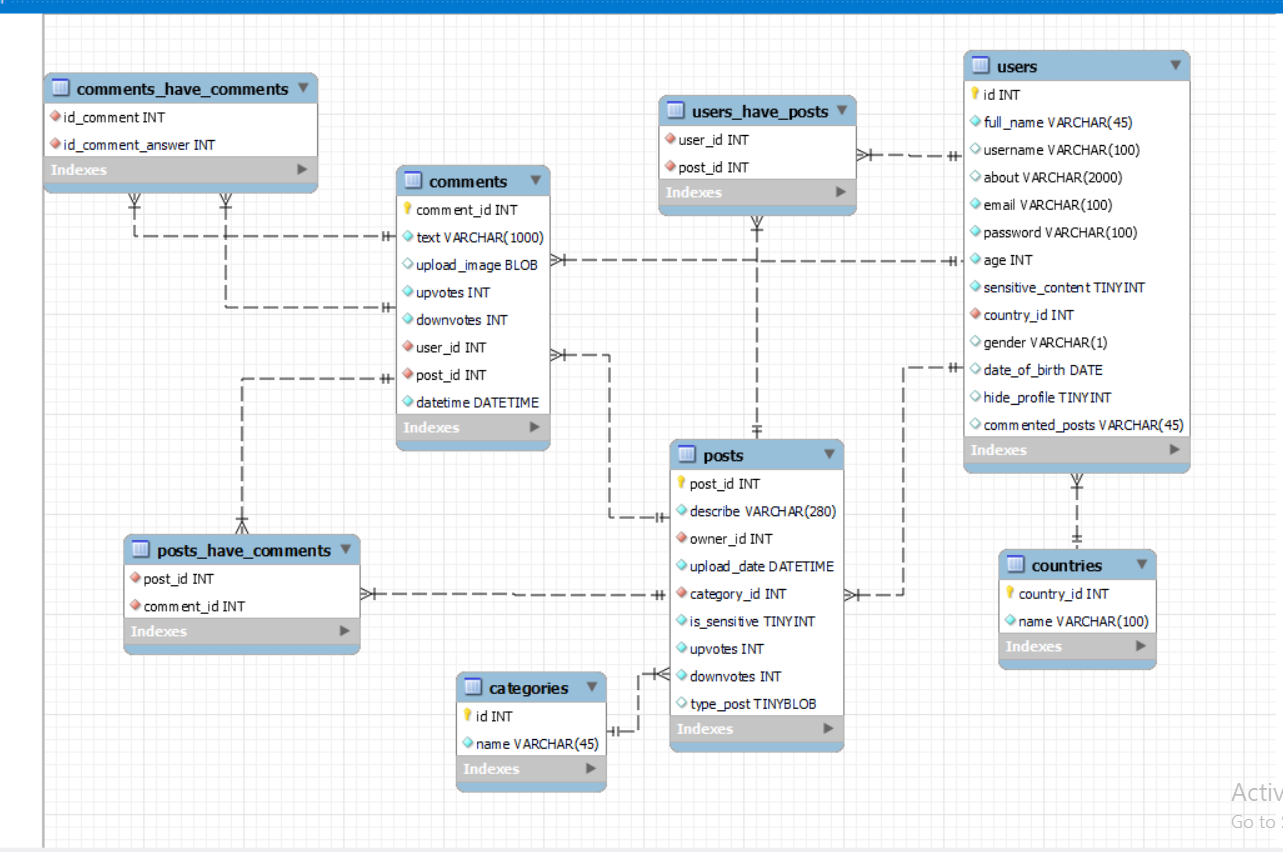 comments_have_comments
id_comment INT
id_comment_answer INT
Indexes
comments
comment_id INT
text VARCHAR(1000)
upload_image BLOB
upvotes INT
downvotes INT
user_id INT
post_id INT
datetime DATETIME
Indexes
users_have_posts
user_id INT
post_id INT
Indexes
users
id INT
full_name VARCHAR(45)
username VARCHAR(100)
about VARCHAR(2000)
email VARCHAR(100)
password VARCHAR(100)
age INT
sensitive_content TINYINT
country_id INT
gender VARCHAR(1)
date_of_birth DATE
hide_profile TINYINT
commented_posts VARCHAR(45)
Indexes
posts
post_id INT
describe VARCHAR(280)
owner_id INT
upload_date DATETIME
category_id INT
is_sensitive TINYINT
upvotes INT
downvotes INT
type_post TINYBLOB
Indexes
posts_have_comments
post_id INT
comment_id INT
Indexes
countries
country_id INT
name VARCHAR(100)
Indexes
categories
id INT
name VARCHAR(45)
Indexes
Activ
Go to